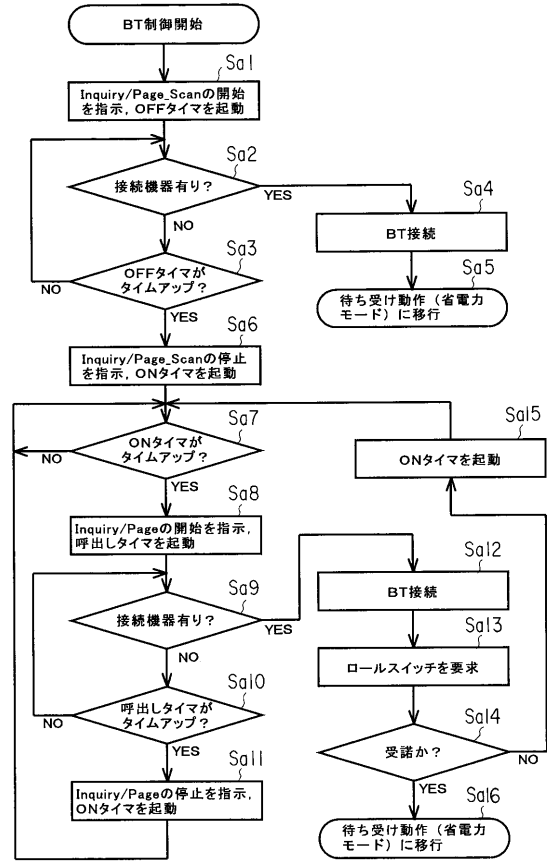 BT制御開始
Sa1
Inquiry/Page_Scanの開始
を指示，OFFタイマを起動
Sa2
接続機器有り？
YES
NO
Sa3
OFFタイマが
タイムアップ？
NO
YES
Sa4
BT接続
Sa5
待ち受け動作（省電力
モード）に移行
Sa6
Inquiry/Page_Scanの停止
を指示，ONタイマを起動
Sa7
ONタイマが
タイムアップ？
NO
YES
Sa15
ONタイマを起動
Sa8
Inquiry/Pageの開始を指示，
呼出しタイマを起動
Sa9
接続機器有り？
YES
NO
Sa10
呼出しタイマが
タイムアップ？
NO
YES
Sa11
Inquiry/Pageの停止を指示，
ONタイマを起動
Sa12
BT接続
Sa13
ロールスイッチを要求
Sa14
受諾か？
NO
YES
Sa16
待ち受け動作（省電力
モード）に移行